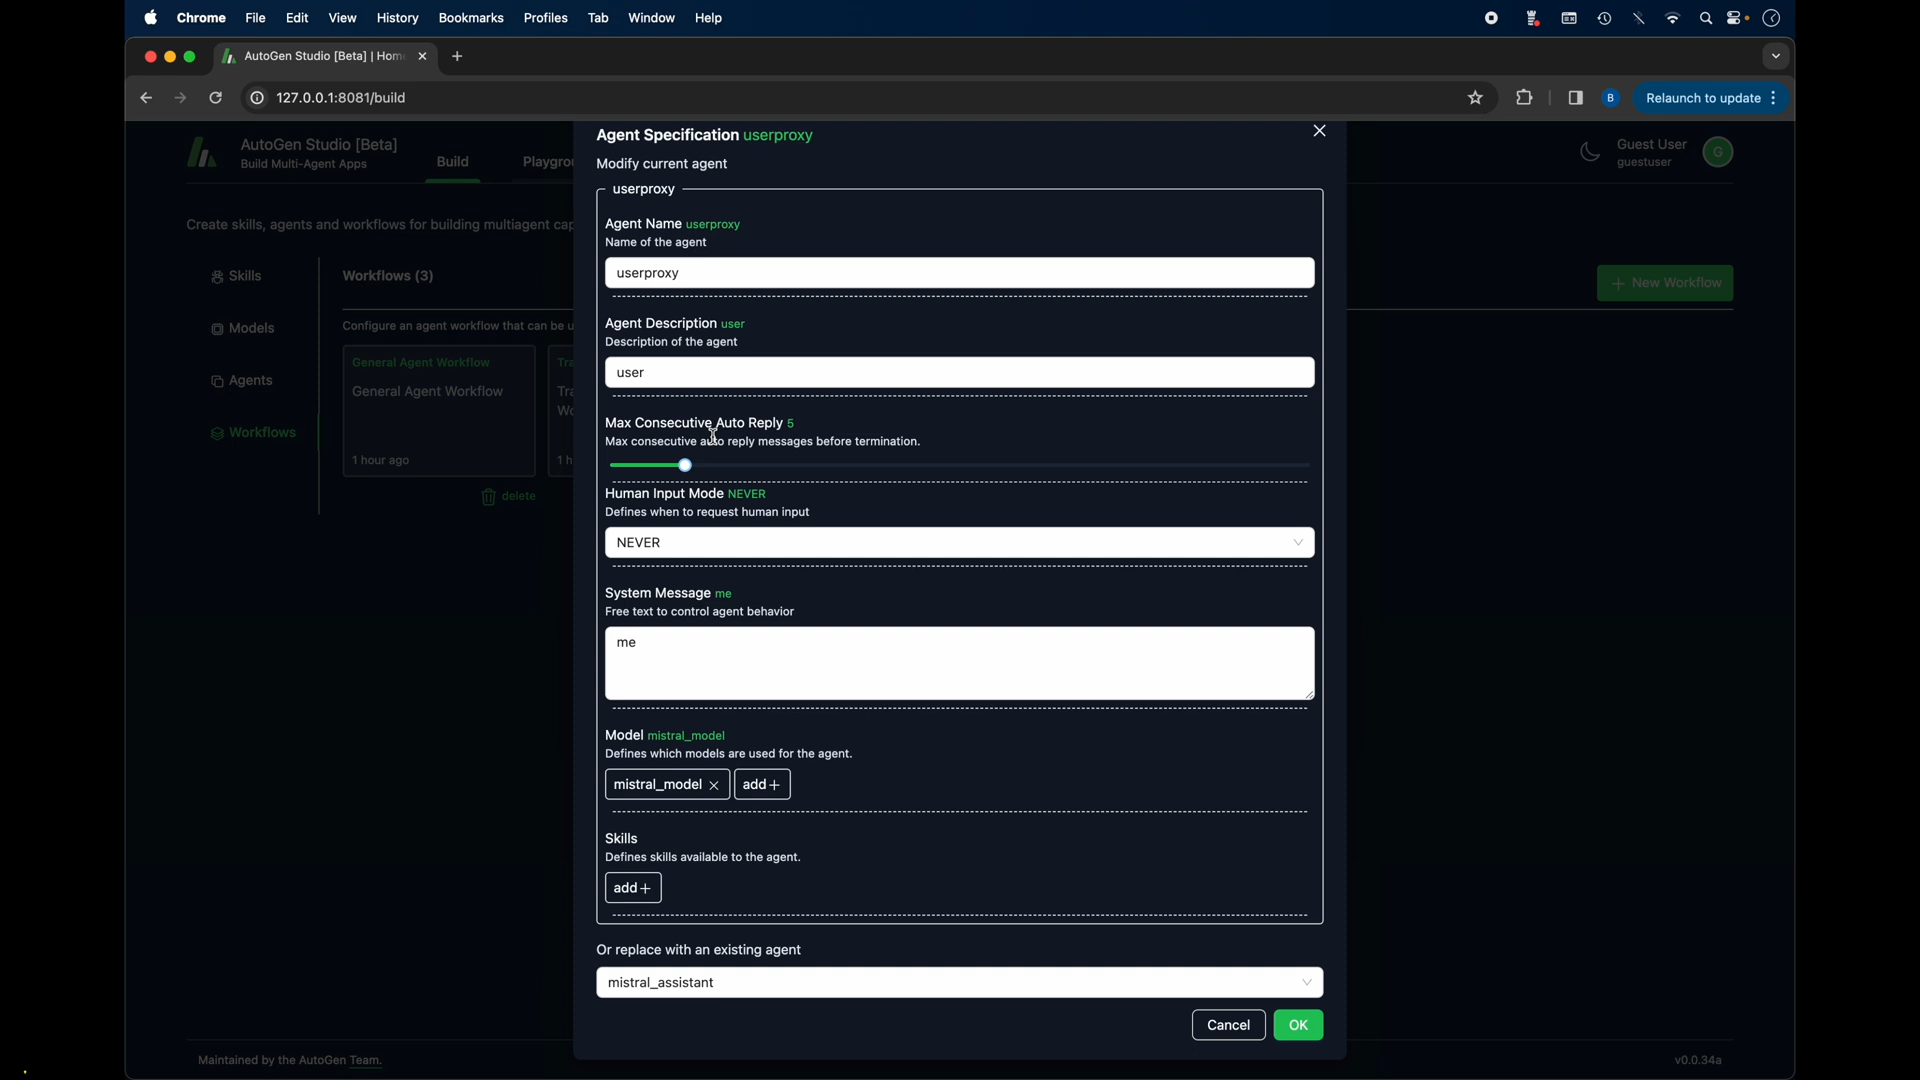 Chrome File Edit View History Bookmarks Profiles Tab Window Help
AutoGen Studio [Beta] | Hom
127.0.0.1:8081/build
B
Relaunch to update
AutoGen Studio [Beta]
Build Multi-Agent Apps
Build
Playgrou
Guest User
guestuser
G
Create skills, agents and workflows for building multiagent cap
Skills
Models
Agents
Workflows
Workflows (3)
New Workflow
Configure an agent workflow that can be u
General Agent Workflow
General Agent Workflow
1 hour ago
delete
Tra
Tra
Wo
1 h
Agent Specification userproxy
Modify current agent
userproxy
Agent Name userproxy
Name of the agent
userproxy
Agent Description user
Description of the agent
user
Max Consecutive Auto Reply 5
Max consecutive auto reply messages before termination.
Human Input Mode NEVER
Defines when to request human input
NEVER
System Message me
Free text to control agent behavior
me
Model mistral_model
Defines which models are used for the agent.
mistral_model
add
Skills
Defines skills available to the agent.
add
Or replace with an existing agent
mistral_assistant
Cancel
OK
Maintained by the AutoGen Team.
v0.0.34a